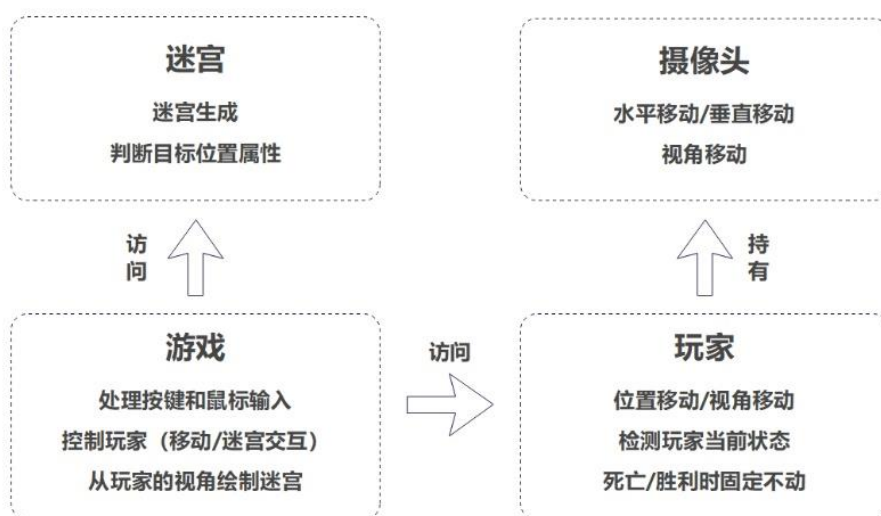 迷宫
迷宫生成
判断目标位置属性
摄像头
水平移动/垂直移动
视角移动
访
问
持
有
游戏
处理按键和鼠标输入
控制玩家（移动/迷宫交互）
从玩家的视角绘制迷宫
访问
玩家
位置移动/视角移动
检测玩家当前状态
死亡/胜利时固定不动